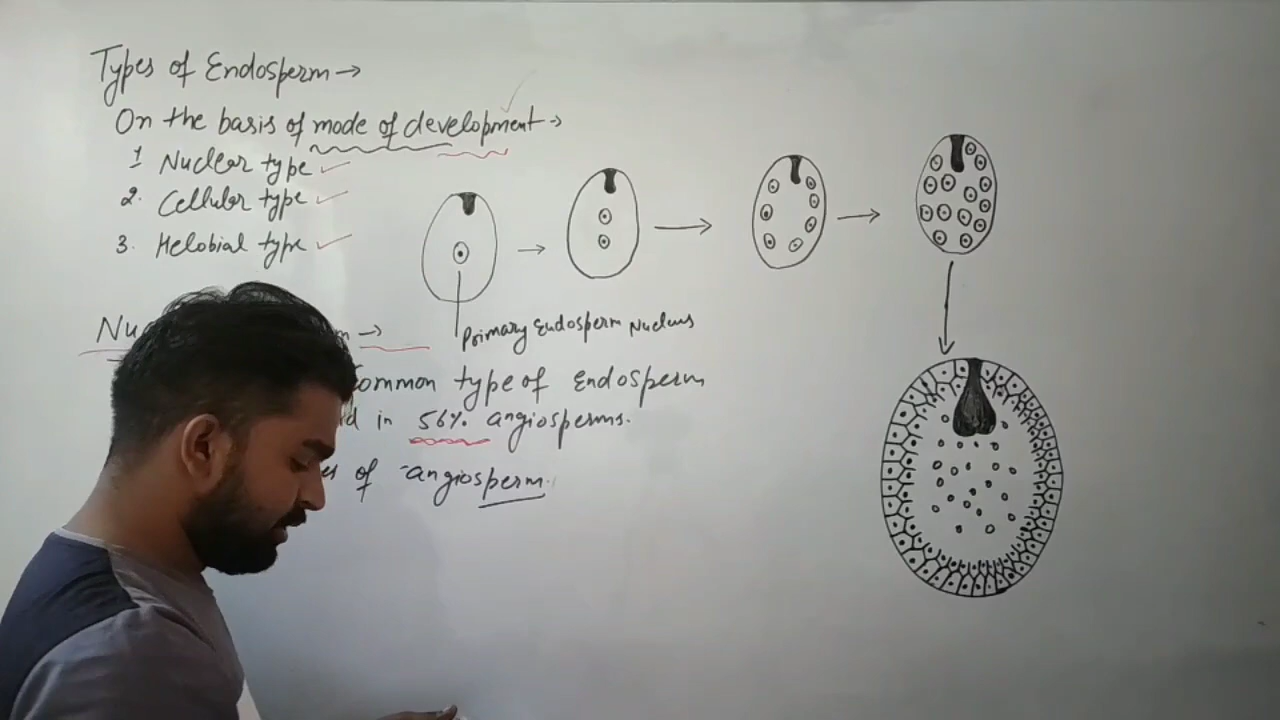 Types of Endosperm→
On the basis of mode of development→
1 Nuclear type
2. Cellular type
3. Helobial type
Primary Endosperm Nucleus
common type of Endosperm
in 56% angiosperms.
of angiosperm.